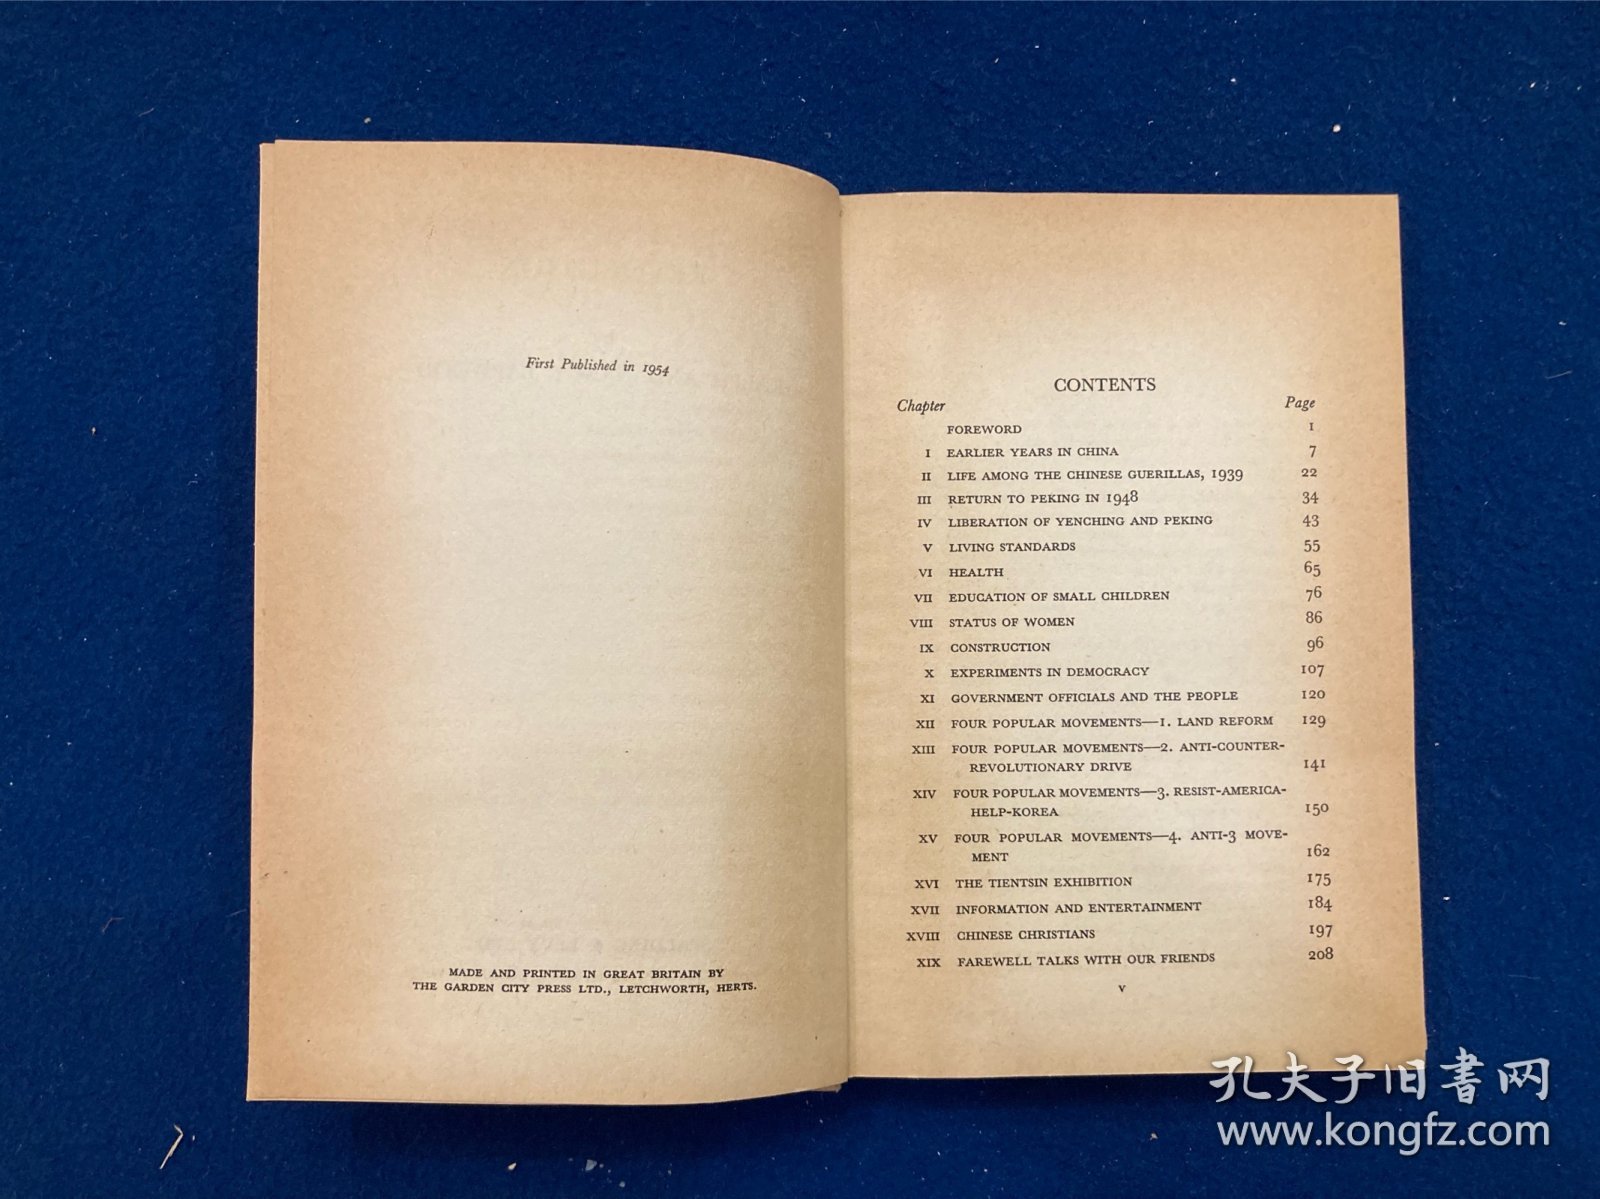 First Published in 1954
MADE AND PRINTED IN GREAT BRITAIN BY
THE GARDEN CITY PRESS LTD., LETCHWORTH, HERTS.
CONTENTS
Chapter Page
FOREWORD 1
I EARLIER YEARS IN CHINA 7
II LIFE AMONG THE CHINESE GUERILLAS, 1939 22
III RETURN TO PEKING IN 1948 34
IV LIBERATION OF YENCHING AND PEKING 43
V LIVING STANDARDS 55
VI HEALTH 65
VII EDUCATION OF SMALL CHILDREN 76
VIII STATUS OF WOMEN 86
IX CONSTRUCTION 96
X EXPERIMENTS IN DEMOCRACY 107
XI GOVERNMENT OFFICIALS AND THE PEOPLE 120
XII FOUR POPULAR MOVEMENTS—1. LAND REFORM 129
XIII FOUR POPULAR MOVEMENTS—2. ANTI-COUNTER-
REVOLUTIONARY DRIVE 141
XIV FOUR POPULAR MOVEMENTS—3. RESIST-AMERICA-
HELP-KOREA 150
XV FOUR POPULAR MOVEMENTS—4. ANTI-3 MOVE-
MENT 162
XVI THE TIENTSIN EXHIBITION 175
XVII INFORMATION AND ENTERTAINMENT 184
XVIII CHINESE CHRISTIANS 197
XIX FAREWELL TALKS WITH OUR FRIENDS 208
v
孔夫子旧书网
www.kongfz.com